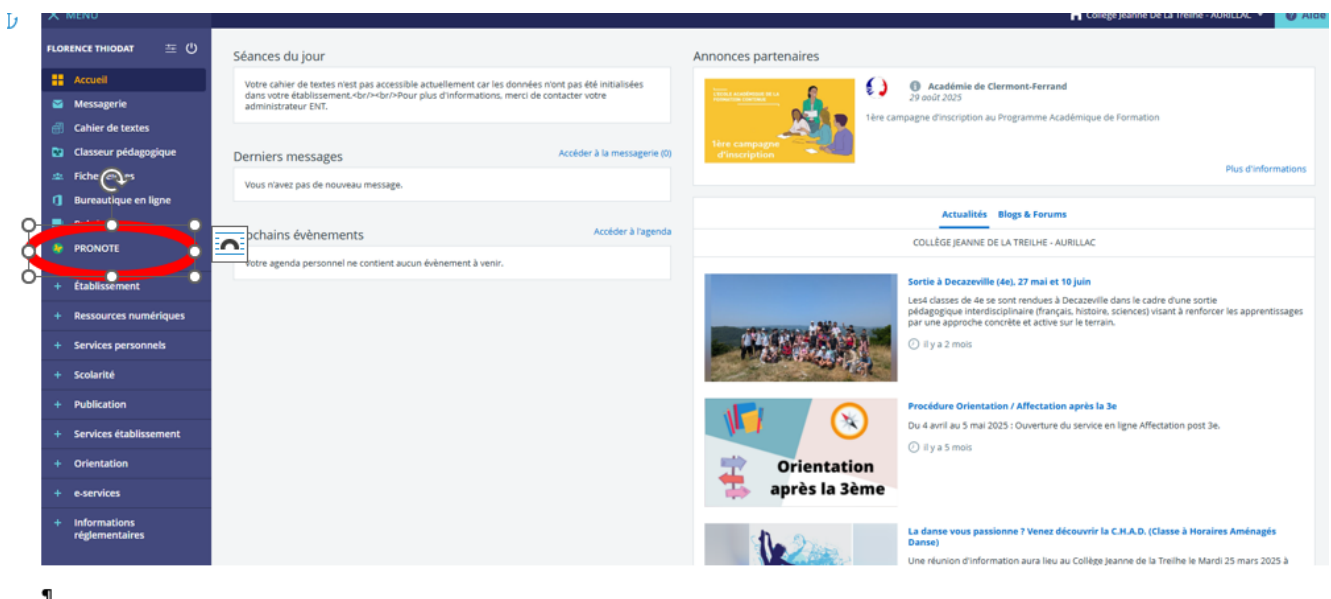 MENU
Collège Jeanne De La Treilhe - AURILLAC
Aide
FLORENCE THIODAT
Accueil
Messagerie
Cahier de textes
Classeur pédagogique
Fiche
Bureautique en ligne
PRONOTE
+ Établissement
+ Ressources numériques
+ Services personnels
+ Scolarité
+ Publication
+ Services établissement
+ Orientation
+ e-services
+ Informations
réglementaires
Séances du jour
Votre cahier de textes n'est pas accessible actuellement car les données n'ont pas été initialisées
dans votre établissement.<br/><br/>Pour plus d'informations, merci de contacter votre
administrateur ENT.
Derniers messages
Accéder à la messagerie (0)
Vous n'avez pas de nouveau message.
ochains évènements
Accéder à l'agenda
Votre agenda personnel ne contient aucun évènement à venir.
Annonces partenaires
1ère campagne
d'inscription
Académie de Clermont-Ferrand
29 août 2025
1ère campagne d'inscription au Programme Académique de Formation
Plus d'informations
Actualités Blogs & Forums
COLLÈGE JEANNE DE LA TREILHE - AURILLAC
Sortie à Decazeville (4e), 27 mai et 10 juin
Les4 classes de 4e se sont rendues à Decazeville dans le cadre d'une sortie
pédagogique interdisciplinaire (français, histoire, sciences) visant à renforcer les apprentissages
par une approche concrète et active sur le terrain.
il y a 2 mois
Orientation
après la 3ème
Procédure Orientation / Affectation après la 3e
Du 4 avril au 5 mai 2025 : Ouverture du service en ligne Affectation post 3e.
il y a 5 mois
La danse vous passionne ? Venez découvrir la C.H.A.D. (Classe à Horaires Aménagés
Danse)
Une réunion d'information aura lieu au Collège Jeanne de la Treilhe le Mardi 25 mars 2025 à
¶